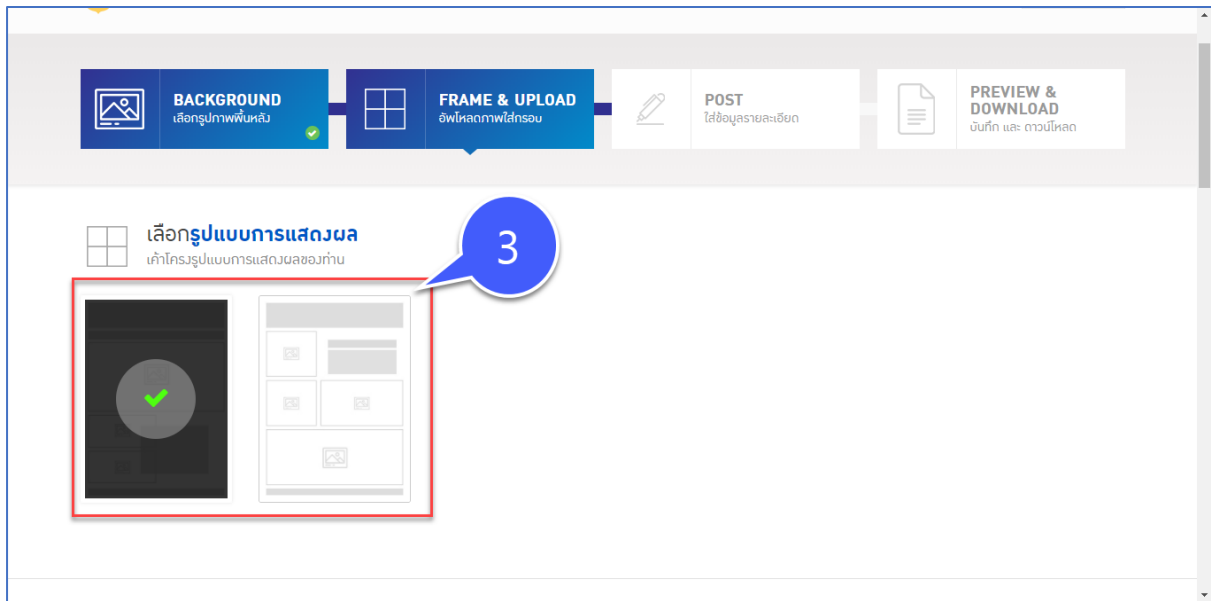 BACKGROUND
เลือกรูปภาพพื้นหลัง
FRAME & UPLOAD
อัพโหลดภาพใส่กรอบ
POST
ใส่ข้อมูลรายละเอียด
PREVIEW &
DOWNLOAD
บันทึก และ ดาวน์โหลด
เลือกรูปแบบการแสดงผล
เค้าโครงรูปแบบการแสดงผลของท่าน
3